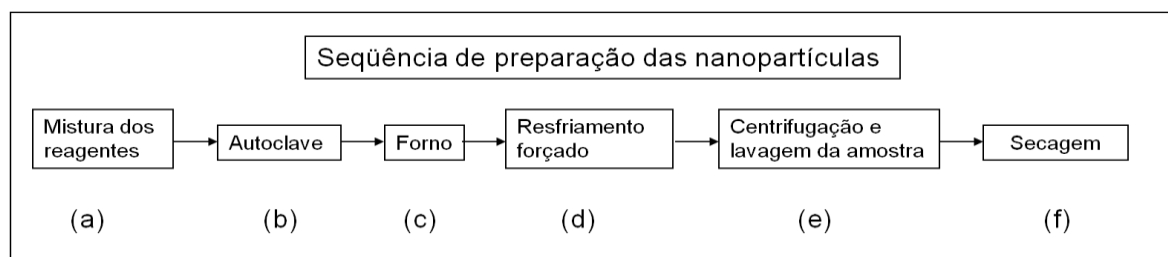 Seqüência de preparação das nanopartículas
Mistura dos
reagentes
Autoclave
Forno
Resfriamento
forçado
Centrifugação e
lavagem da amostra
Secagem
(a)
(b)
(c)
(d)
(e)
(f)